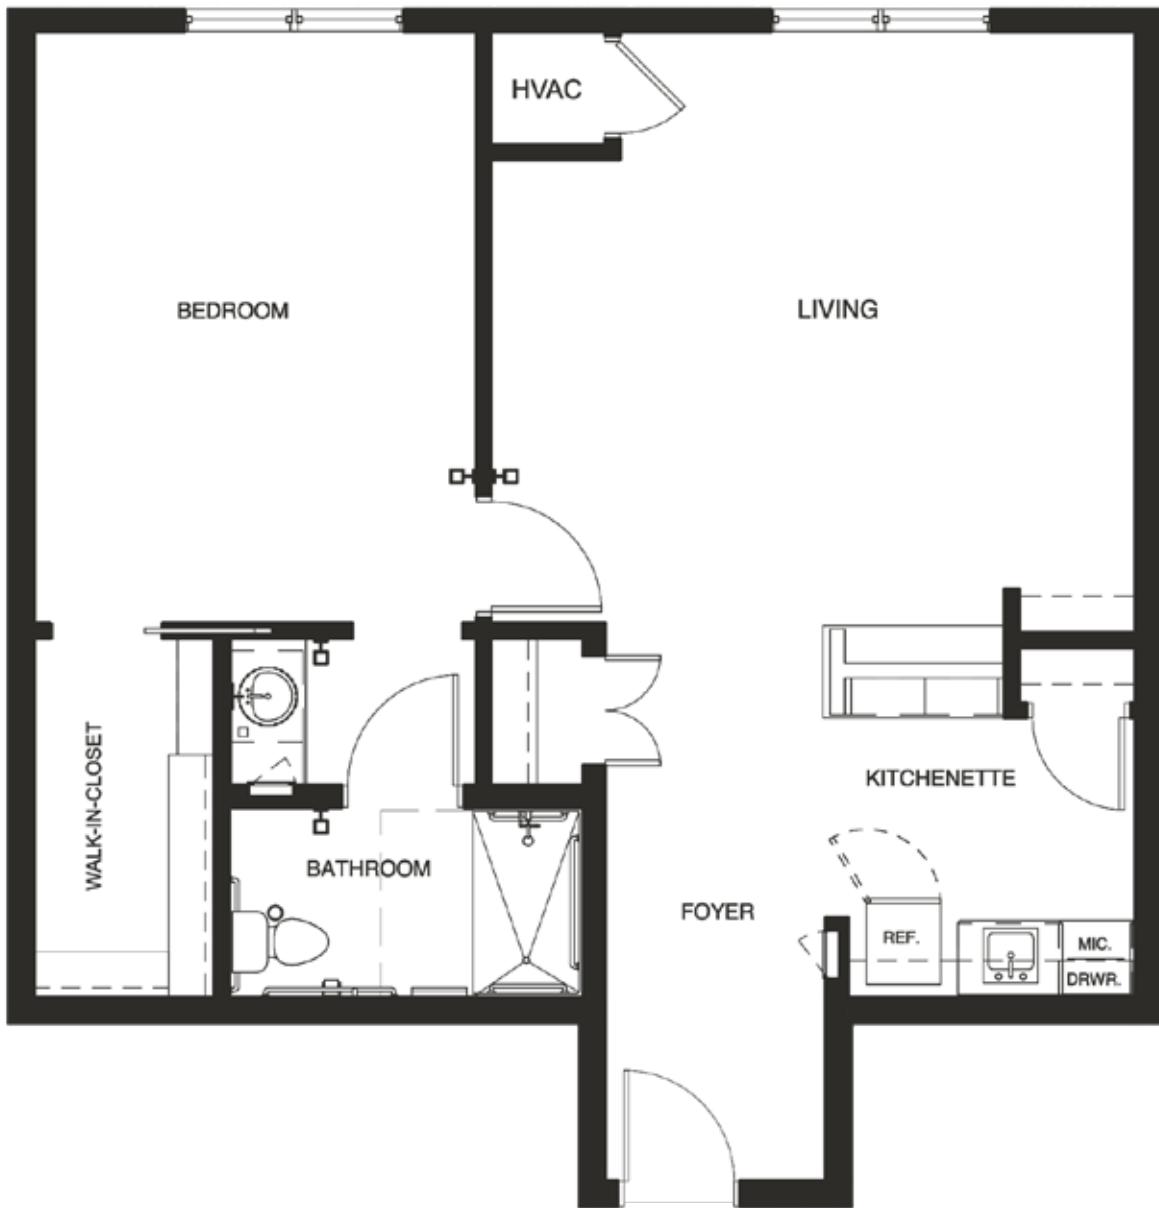 HVAC
BEDROOM
LIVING
WALK-IN-CLOSET
KITCHENETTE
BATHROOM
FOYER
REF.
MIC.
DRWR.